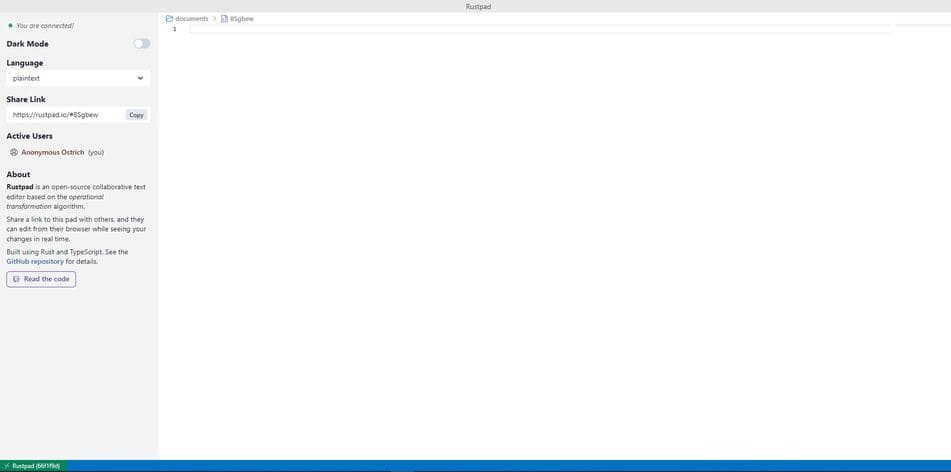 Rustpad
You are connected!
documents > 8Sgbew
1
Dark Mode
Language
plaintext
Share Link
https://rustpad.io/#8Sgbew
Copy
Active Users
Anonymous Ostrich (you)
About
Rustpad is an open-source collaborative text
editor based on the operational
transformation algorithm.
Share a link to this pad with others, and they
can edit from their browser while seeing your
changes in real time.
Built using Rust and TypeScript. See the
GitHub repository for details.
Read the code
Rustpad (66f1f9d)